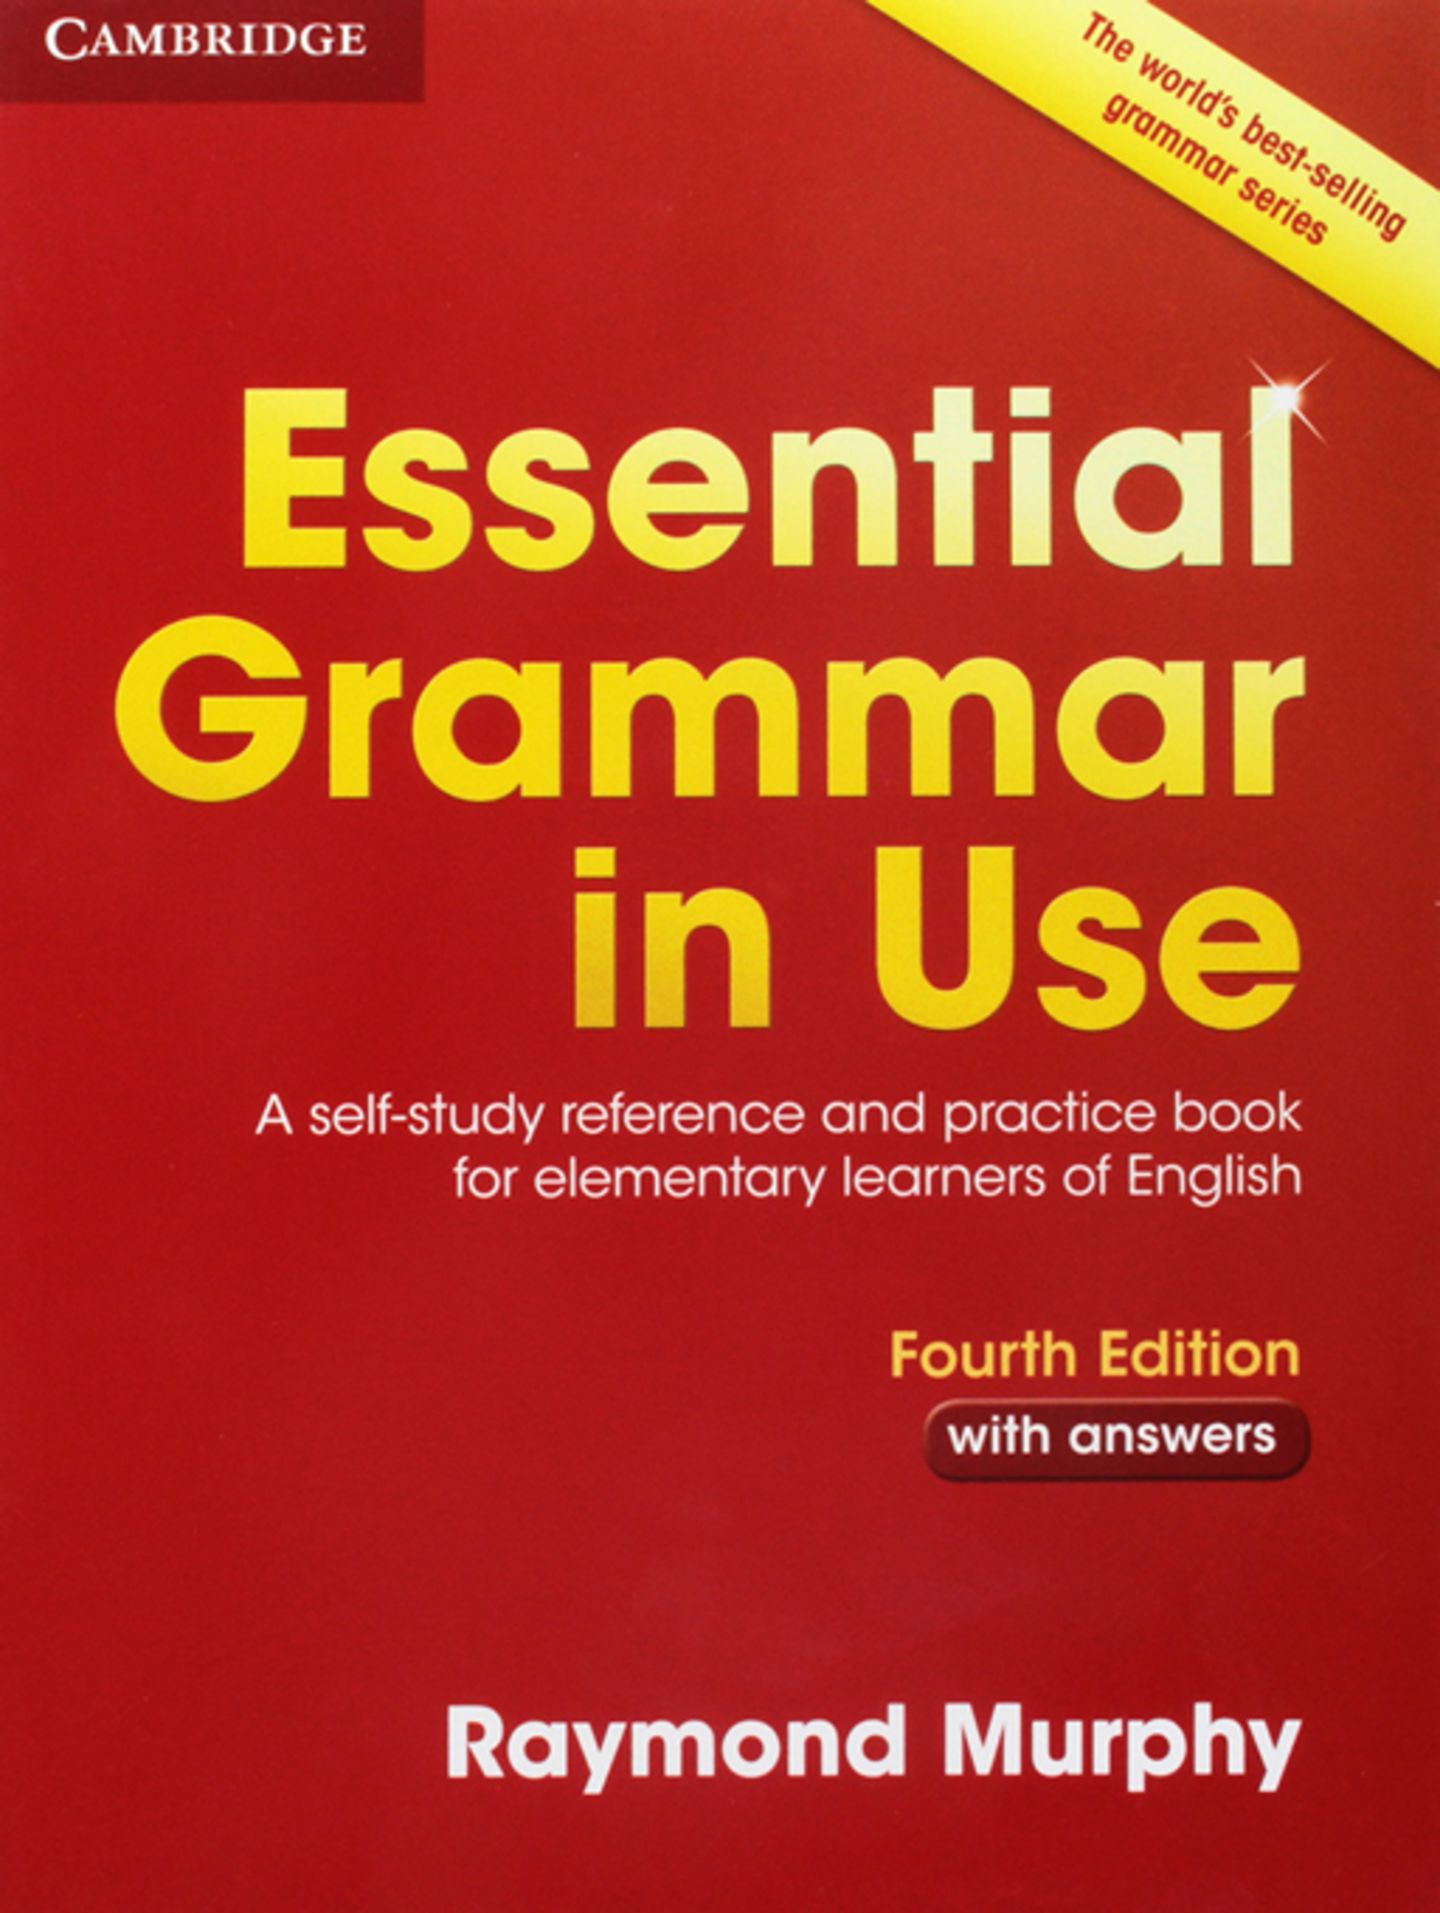 CAMBRIDGE
The world's best-selling
grammar series
Essential
Grammar
in Use
A self-study reference and practice book
for elementary learners of English
Fourth Edition
with answers
Raymond Murphy